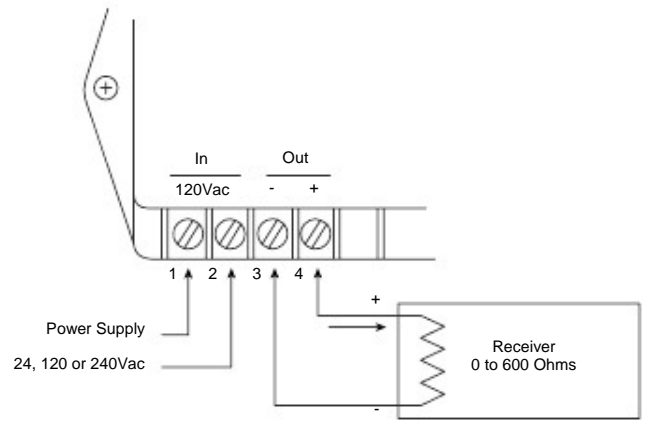 In
Out
120Vac
- +
1 2 3 4
+
Power Supply
24, 120 or 240Vac
Receiver
0 to 600 Ohms
-